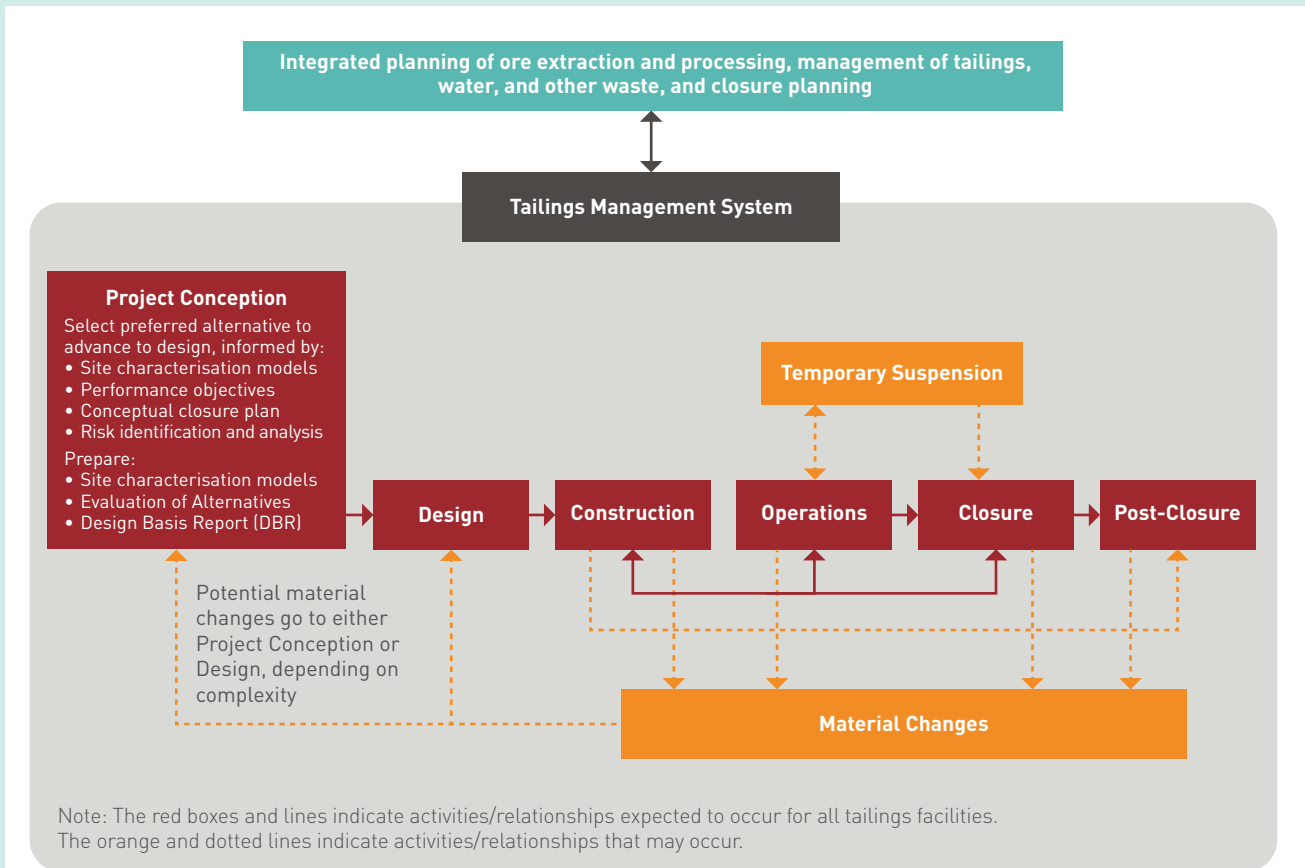 Integrated planning of ore extraction and processing, management of tailings,
water, and other waste, and closure planning
Tailings Management System
Project Conception
Select preferred alternative to
advance to design, informed by:
• Site characterisation models
• Performance objectives
• Conceptual closure plan
• Risk identification and analysis
Prepare:
• Site characterisation models
• Evaluation of Alternatives
• Design Basis Report (DBR)
Temporary Suspension
Design
Construction
Operations
Closure
Post-Closure
Potential material
changes go to either
Project Conception or
Design, depending on
complexity
Material Changes
Note: The red boxes and lines indicate activities/relationships expected to occur for all tailings facilities.
The orange and dotted lines indicate activities/relationships that may occur.